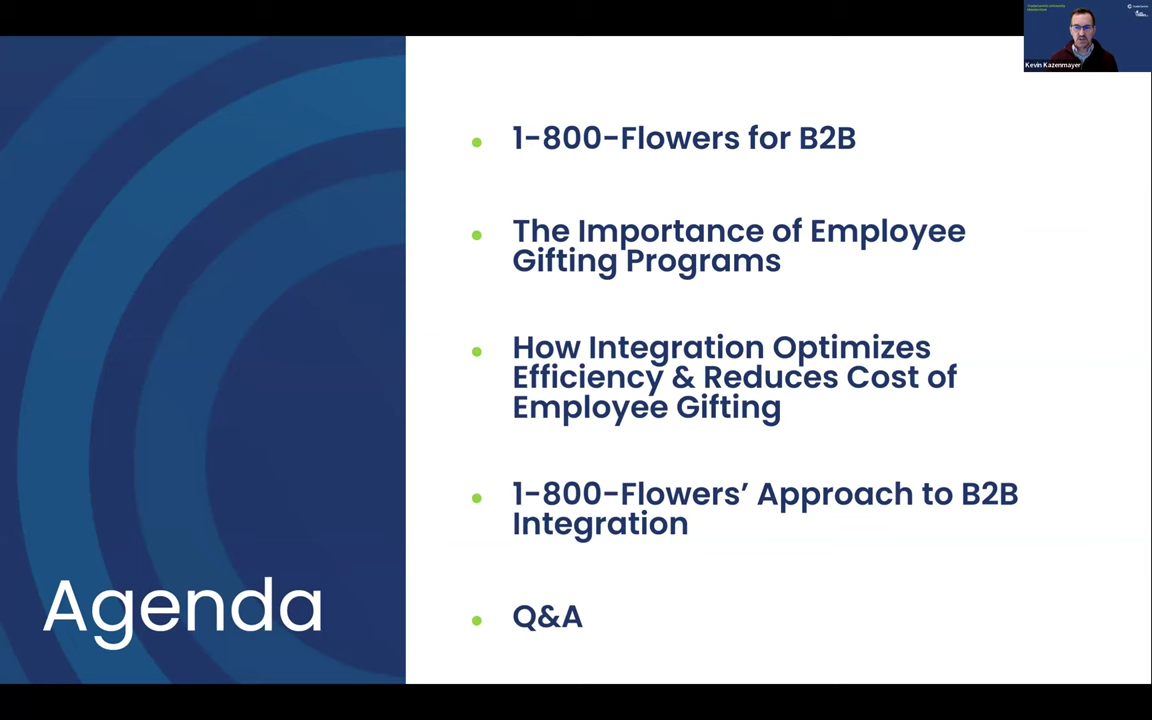 Kevin Kazenmayer
1-800-Flowers for B2B
The Importance of Employee
Gifting Programs
How Integration Optimizes
Efficiency & Reduces Cost of
Employee Gifting
1-800-Flowers’ Approach to B2B
Integration
Q&A
Agenda